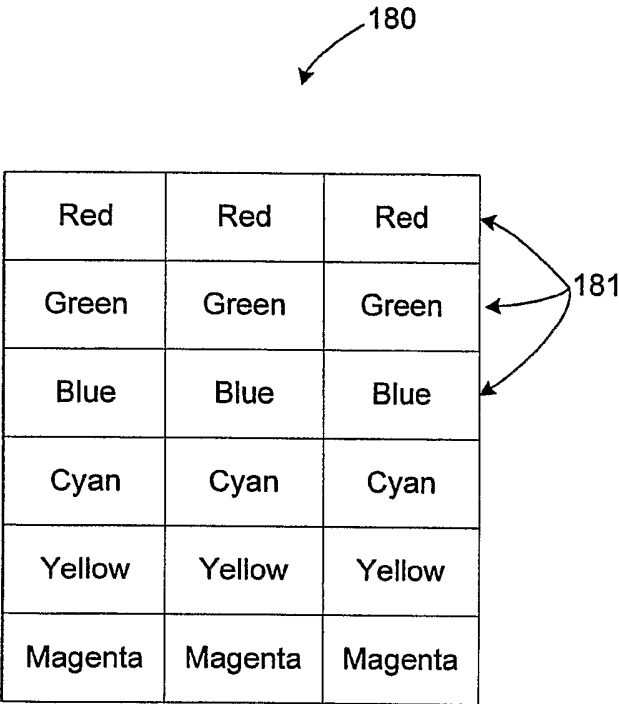 180
Red Red Red
Green Green Green
181
Blue Blue Blue
Cyan Cyan Cyan
Yellow Yellow Yellow
Magenta Magenta Magenta